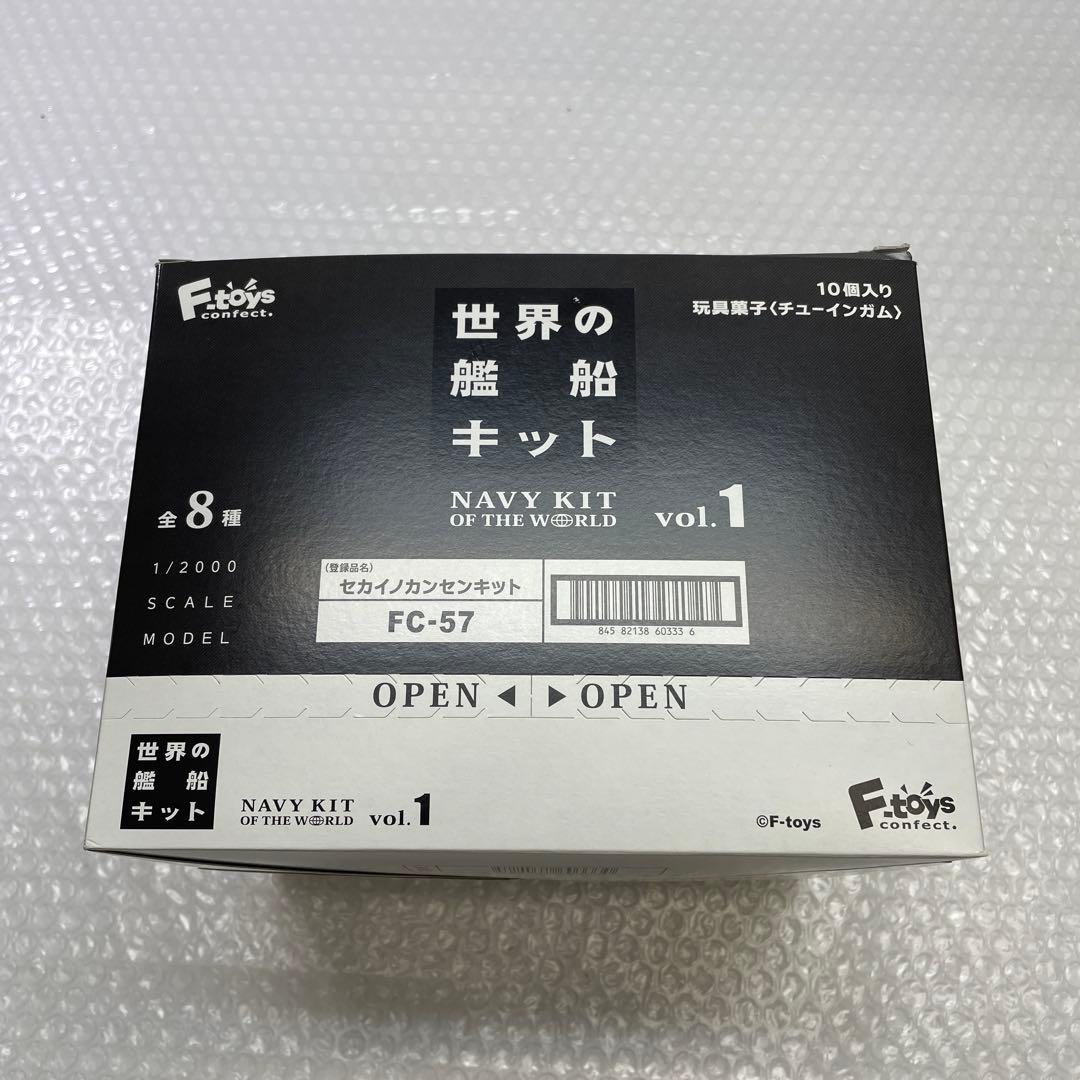 F-toys
confect.
10個入り
玩具菓子〈チューインガム〉
世界の
艦船
キット
NAVY KIT
OF THE WORLD
vol.1
全8種
1/2000
SCALE
MODEL
(登録品名)
セカイノカンセンキット
FC-57
845 82138 60333 6
OPEN ◀ ▶ OPEN
世界の
艦船
キット
NAVY KIT
OF THE WORLD
vol.1
©F-toys
F-toys
confect.